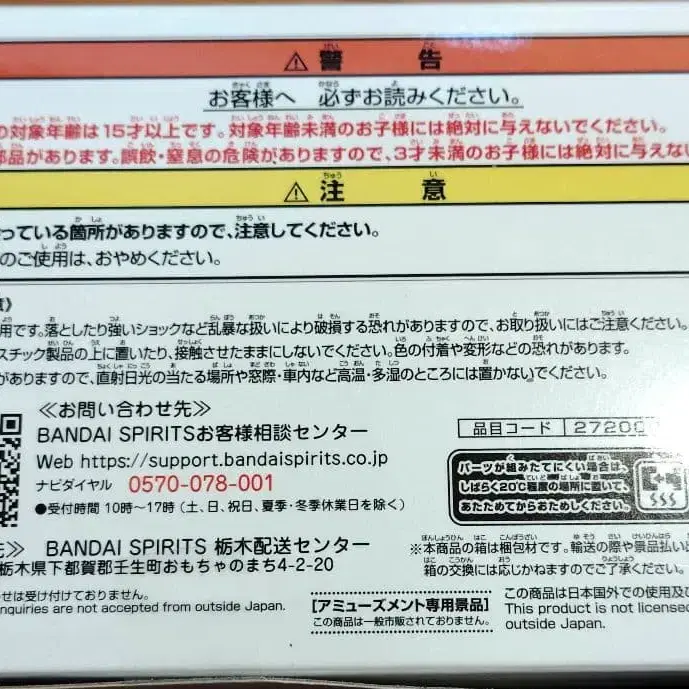 ⚠ 警告
お客様へ 必ずお読みください。
の対象年齢は15才以上です。対象年齢未満のお子様には絶対に与えないでください。
部品があります。誤飲・窒息の危険がありますので、3才未満のお子様には絶対に与えない
⚠ 注意
っている箇所がありますので、注意してください。
のご使用は、おやめください。
用です。落としたり強いショックなど乱暴な扱いにより破損する恐れがありますので、お取り扱いにはご注意ください。
スチック製品の上に置いたり、接触させたままにしないでください。色の付着や変形などの恐れがあります。
がありますので、直射日光の当たる場所や窓際・車内など高温・多湿のところには置かないでください。
≪お問い合わせ先≫
BANDAI SPIRITSお客様相談センター
Web https://support.bandaispirits.co.jp
ナビダイヤル 0570-078-001
●受付時間 10時~17時 (土、日、祝日、夏季・冬季休業日を除く)
品目コード 27200
パーツが組みたてにくい場合は、
しばらく20℃程度の場所に置いて、
あたためてからおためしください。
先≫ BANDAI SPIRITS 栃木配送センター
栃木県下都賀郡壬生町おもちゃのまち4-2-20
※本商品の箱は梱包材です。輸送の際や景品払い
箱の交換には応じかねますのでご了承ください。
せは受け付けておりません。
nquiries are not accepted from outside Japan.
[アミューズメント専用景品]
この商品は一般市販されておりません。
この商品は日本国外での使用及
This product is not licensed
outside Japan.